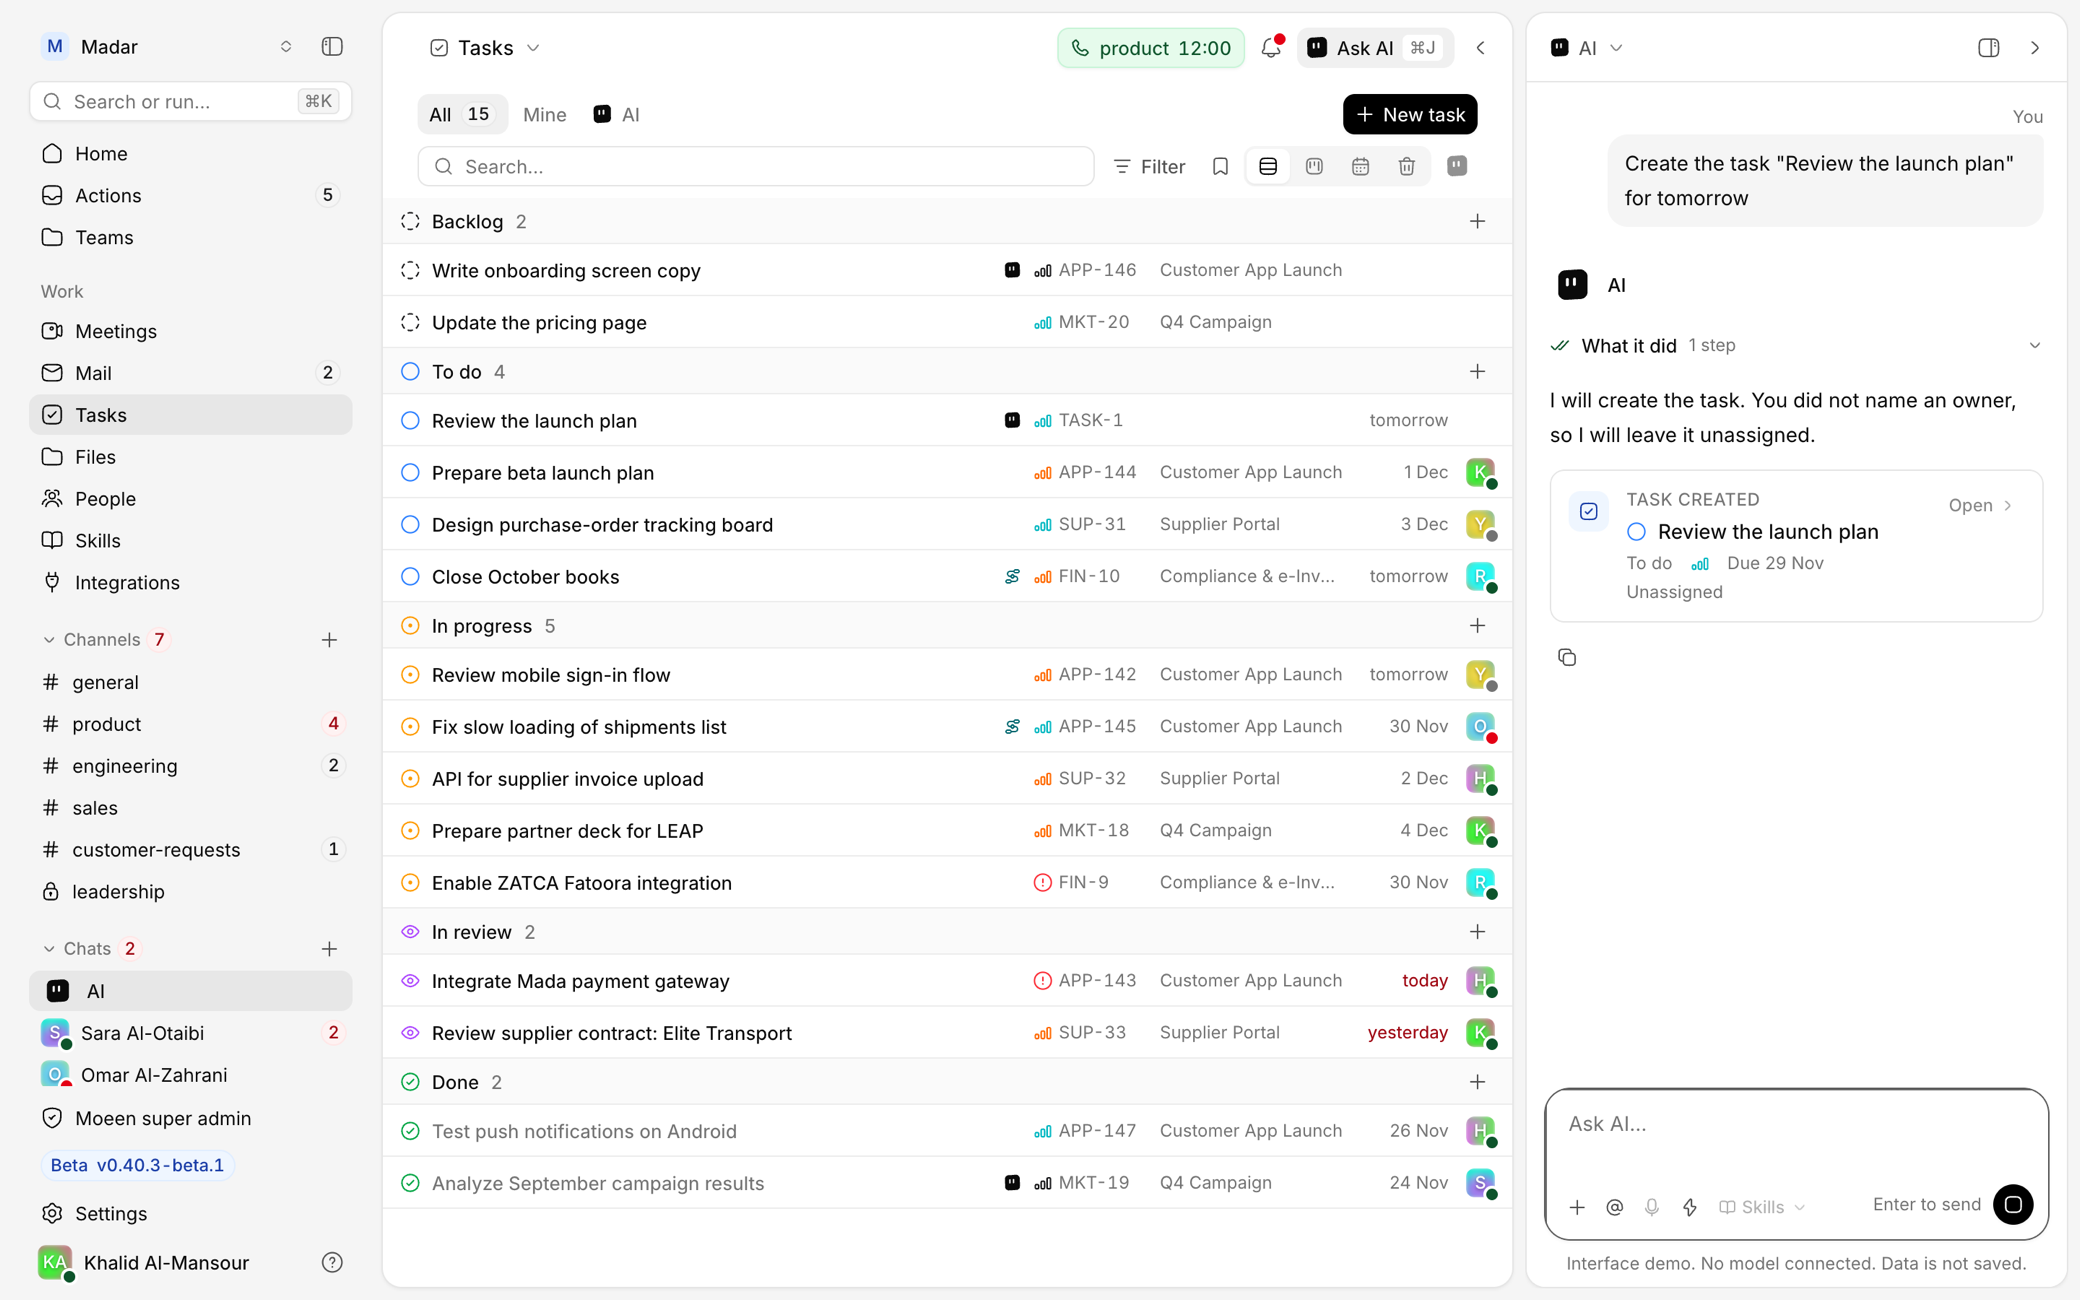 M Madar
Search or run... ⌘K
Home
Actions 5
Teams
Work
Meetings
Mail 2
Tasks
Files
People
Skills
Integrations
Channels 7
# general
# product 4
# engineering 2
# sales
# customer-requests 1
leadership
Chats 2
AI
S Sara Al-Otaibi 2
O Omar Al-Zahrani
Moeen super admin
Beta v0.40.3-beta.1
Settings
KA Khalid Al-Mansour
Tasks
product 12:00
Ask AI ⌘J
All 15 Mine AI
+ New task
Search...
Filter
Backlog 2
Write onboarding screen copy APP-146 Customer App Launch
Update the pricing page MKT-20 Q4 Campaign
To do 4
Review the launch plan TASK-1 tomorrow
Prepare beta launch plan APP-144 Customer App Launch 1 Dec K
Design purchase-order tracking board SUP-31 Supplier Portal 3 Dec Y
Close October books FIN-10 Compliance & e-Inv... tomorrow R
In progress 5
Review mobile sign-in flow APP-142 Customer App Launch tomorrow Y
Fix slow loading of shipments list APP-145 Customer App Launch 30 Nov O
API for supplier invoice upload SUP-32 Supplier Portal 2 Dec H
Prepare partner deck for LEAP MKT-18 Q4 Campaign 4 Dec K
Enable ZATCA Fatoora integration FIN-9 Compliance & e-Inv... 30 Nov R
In review 2
Integrate Mada payment gateway APP-143 Customer App Launch today H
Review supplier contract: Elite Transport SUP-33 Supplier Portal yesterday K
Done 2
Test push notifications on Android APP-147 Customer App Launch 26 Nov H
Analyze September campaign results MKT-19 Q4 Campaign 24 Nov S
AI
You
Create the task "Review the launch plan"
for tomorrow
AI
What it did 1 step
I will create the task. You did not name an owner,
so I will leave it unassigned.
TASK CREATED
Open
Review the launch plan
To do Due 29 Nov
Unassigned
Ask AI...
Skills
Enter to send
Interface demo. No model connected. Data is not saved.